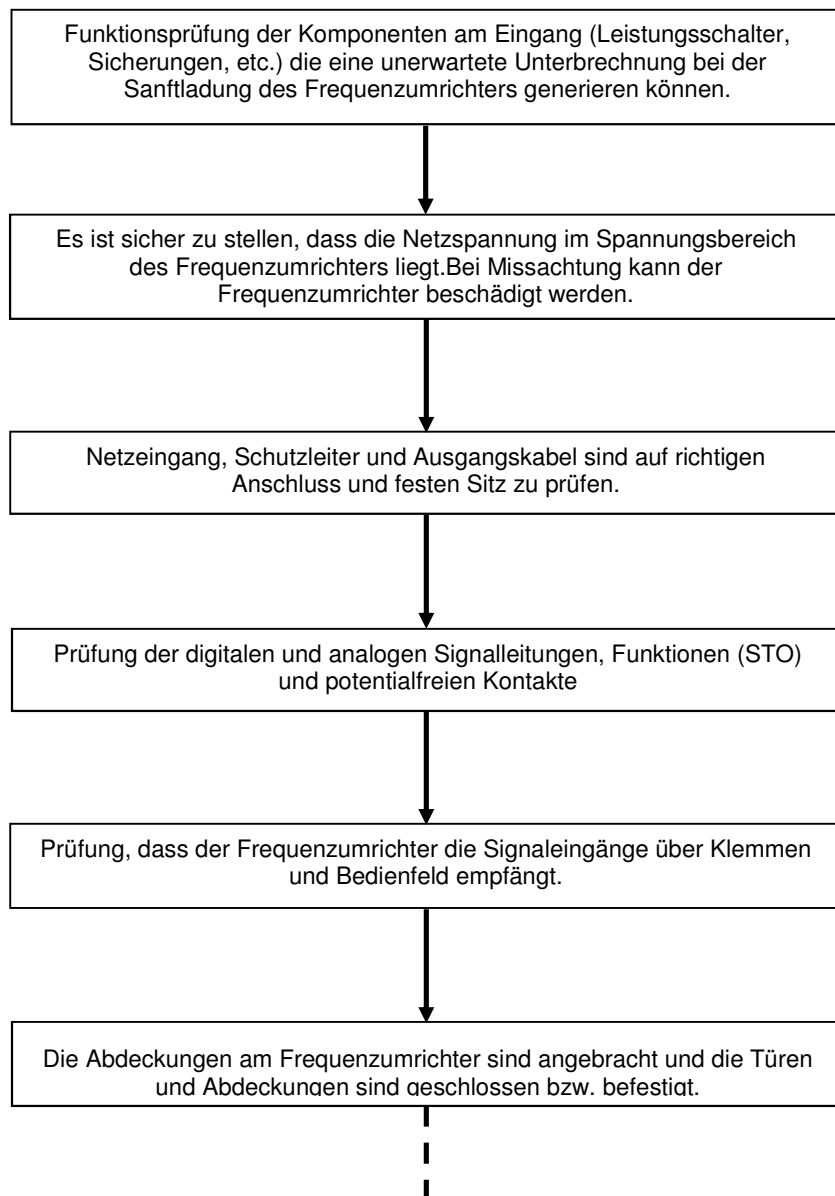 Funktionsprüfung der Komponenten am Eingang (Leistungsschalter,
Sicherungen, etc.) die eine unerwartete Unterbrechnung bei der
Sanftladung des Frequenzumrichters generieren können.
Es ist sicher zu stellen, dass die Netzspannung im Spannungsbereich
des Frequenzumrichters liegt.Bei Missachtung kann der
Frequenzumrichter beschädigt werden.
Netzeingang, Schutzleiter und Ausgangskabel sind auf richtigen
Anschluss und festen Sitz zu prüfen.
Prüfung der digitalen und analogen Signalleitungen, Funktionen (STO)
und potentialfreien Kontakte
Prüfung, dass der Frequenzumrichter die Signaleingänge über Klemmen
und Bedienfeld empfängt.
Die Abdeckungen am Frequenzumrichter sind angebracht und die Türen
und Abdeckungen sind geschlossen bzw. befestigt.